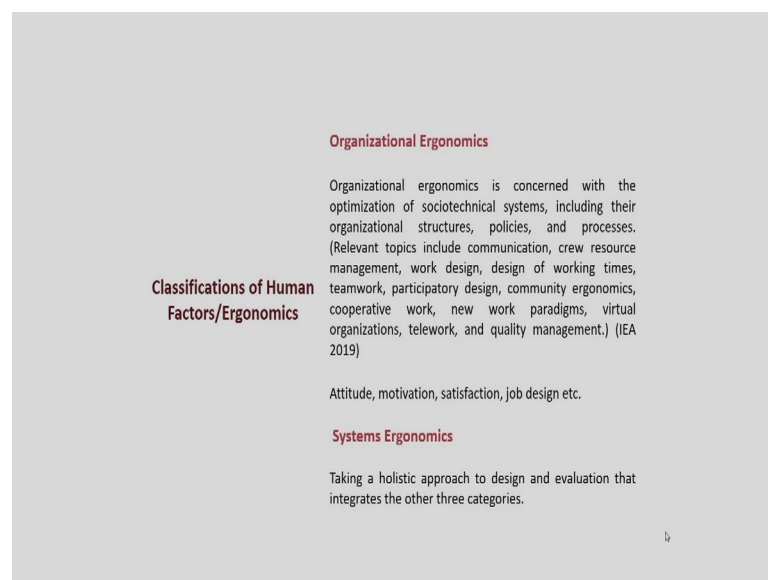 Classifications of Human
Factors/Ergonomics
Organizational Ergonomics
Organizational ergonomics is concerned with the
optimization of sociotechnical systems, including their
organizational structures, policies, and processes.
(Relevant topics include communication, crew resource
management, work design, design of working times,
teamwork, participatory design, community ergonomics,
cooperative work, new work paradigms, virtual
organizations, telework, and quality management.) (IEA
2019)
Attitude, motivation, satisfaction, job design etc.
Systems Ergonomics
Taking a holistic approach to design and evaluation that
integrates the other three categories.